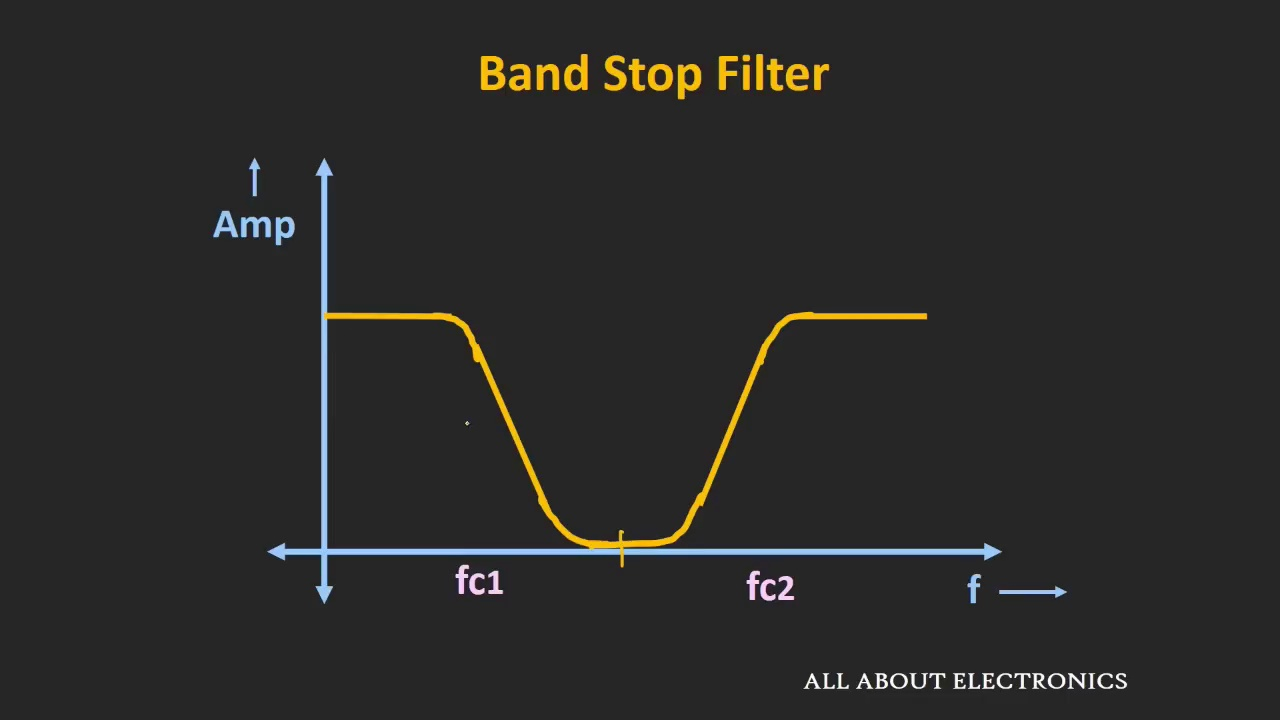 Band Stop Filter
Amp
fc1
fc2
f
ALL ABOUT ELECTRONICS